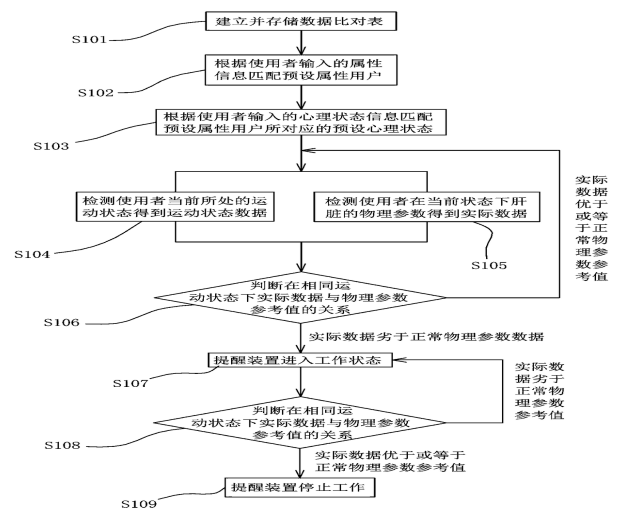 建立并存储数据比对表
S101
根据使用者输入的属性
信息匹配预设属性用户
S102
根据使用者输入的心理状态信息匹配
预设属性用户所对应的预设心理状态
S103
检测使用者当前所处的运
动状态得到运动状态数据
S104
检测使用者在当前状态下肝
脏的物理参数得到实际数据
S105
实际
数据
优于
或等
于正
常物
理参
数参
考值
判断在相同运
动状态下实际数据与物理参数
参考值的关系
S106
实际数据劣于正常物理参数数据
提醒装置进入工作状态
S107
实际数
据劣于
正常物
理参数
参考值
判断在相同运
动状态下实际数据与物理参数
参考值的关系
S108
实际数据优于或等于
正常物理参数参考值
提醒装置停止工作
S109